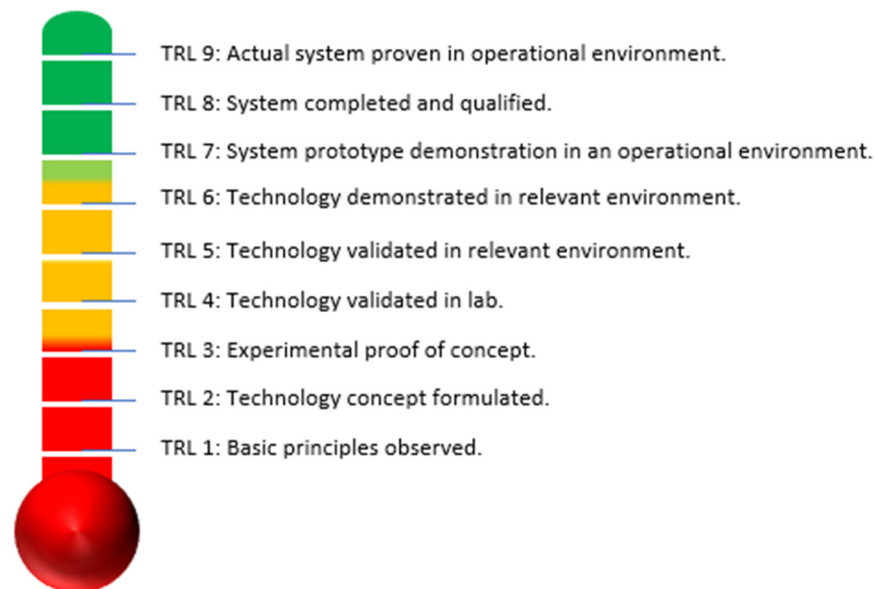 TRL 9: Actual system proven in operational environment.
TRL 8: System completed and qualified.
TRL 7: System prototype demonstration in an operational environment.
TRL 6: Technology demonstrated in relevant environment.
TRL 5: Technology validated in relevant environment.
TRL 4: Technology validated in lab.
TRL 3: Experimental proof of concept.
TRL 2: Technology concept formulated.
TRL 1: Basic principles observed.